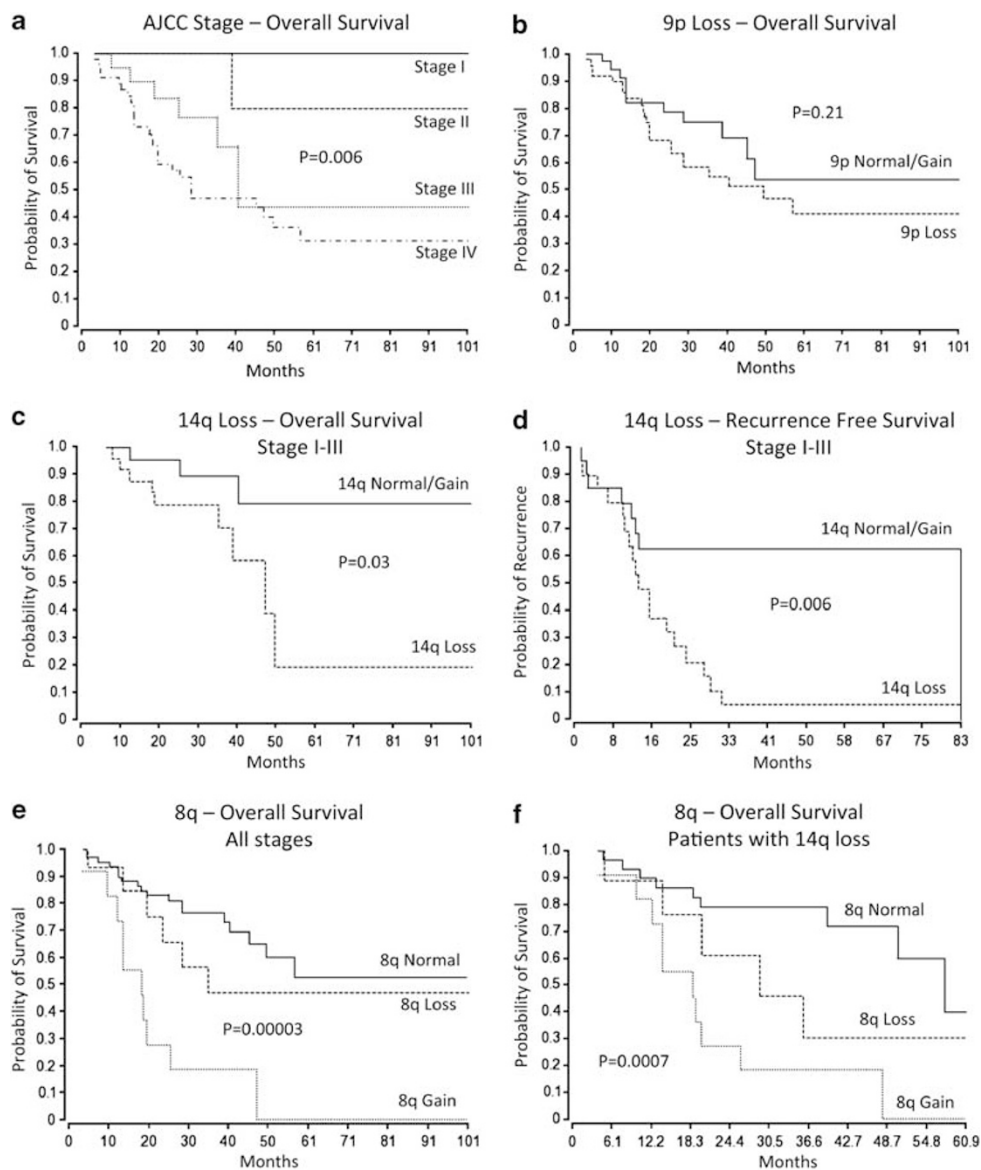 a
AJCC Stage – Overall Survival
Probability of Survival
1.0
0.9
0.8
0.7
0.6
0.5
0.4
0.3
0.2
0.1
0
Stage I
Stage II
P=0.006
Stage III
Stage IV
0 10 20 30 40 50 61 71 81 91 101
Months
b
9p Loss – Overall Survival
Probability of Survival
1.0
0.9
0.8
0.7
0.6
0.5
0.4
0.3
0.2
0.1
0
P=0.21
9p Normal/Gain
9p Loss
0 10 20 30 40 50 61 71 81 91 101
Months
c
14q Loss – Overall Survival
Stage I-III
Probability of Survival
1.0
0.9
0.8
0.7
0.6
0.5
0.4
0.3
0.2
0.1
0
14q Normal/Gain
P=0.03
14q Loss
0 10 20 30 40 50 61 71 81 91 101
Months
d
14q Loss – Recurrence Free Survival
Stage I-III
Probability of Recurrence
1.0
0.9
0.8
0.7
0.6
0.5
0.4
0.3
0.2
0.1
0
14q Normal/Gain
P=0.006
14q Loss
0 8 16 25 33 41 50 58 67 75 83
Months
e
8q – Overall Survival
All stages
Probability of Survival
1.0
0.9
0.8
0.7
0.6
0.5
0.4
0.3
0.2
0.1
0
8q Normal
8q Loss
P=0.00003
8q Gain
0 10 20 30 40 50 61 71 81 91 101
Months
f
8q – Overall Survival
Patients with 14q loss
Probability of Survival
1.0
0.9
0.8
0.7
0.6
0.5
0.4
0.3
0.2
0.1
0
8q Normal
8q Loss
P=0.0007
8q Gain
0 6.1 12.2 18.3 24.4 30.5 36.6 42.7 48.7 54.8 60.9
Months